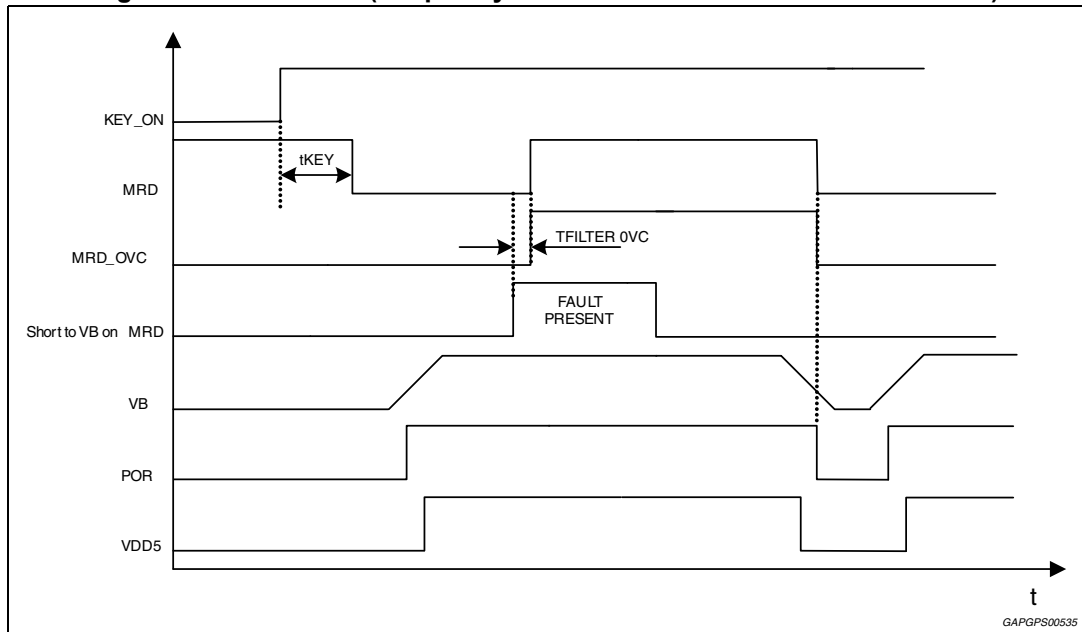 KEY_ON
tKEY
MRD
TFILTER 0VC
MRD_OVC
FAULT
PRESENT
Short to VB on MRD
VB
POR
VDD5
t
GAPGPS00535